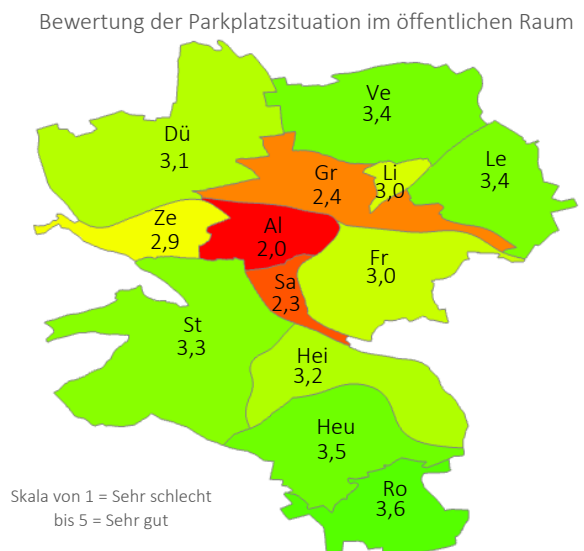 Bewertung der Parkplatzsituation im öffentlichen Raum
Ve
3,4
Dü
3,1
Le
3,4
Gr
2,4
Li
3,0
Ze
2,9
Al
2,0
Fr
3,0
Sa
2,3
St
3,3
Hei
3,2
Heu
3,5
Ro
3,6
Skala von 1 = Sehr schlecht
bis 5 = Sehr gut